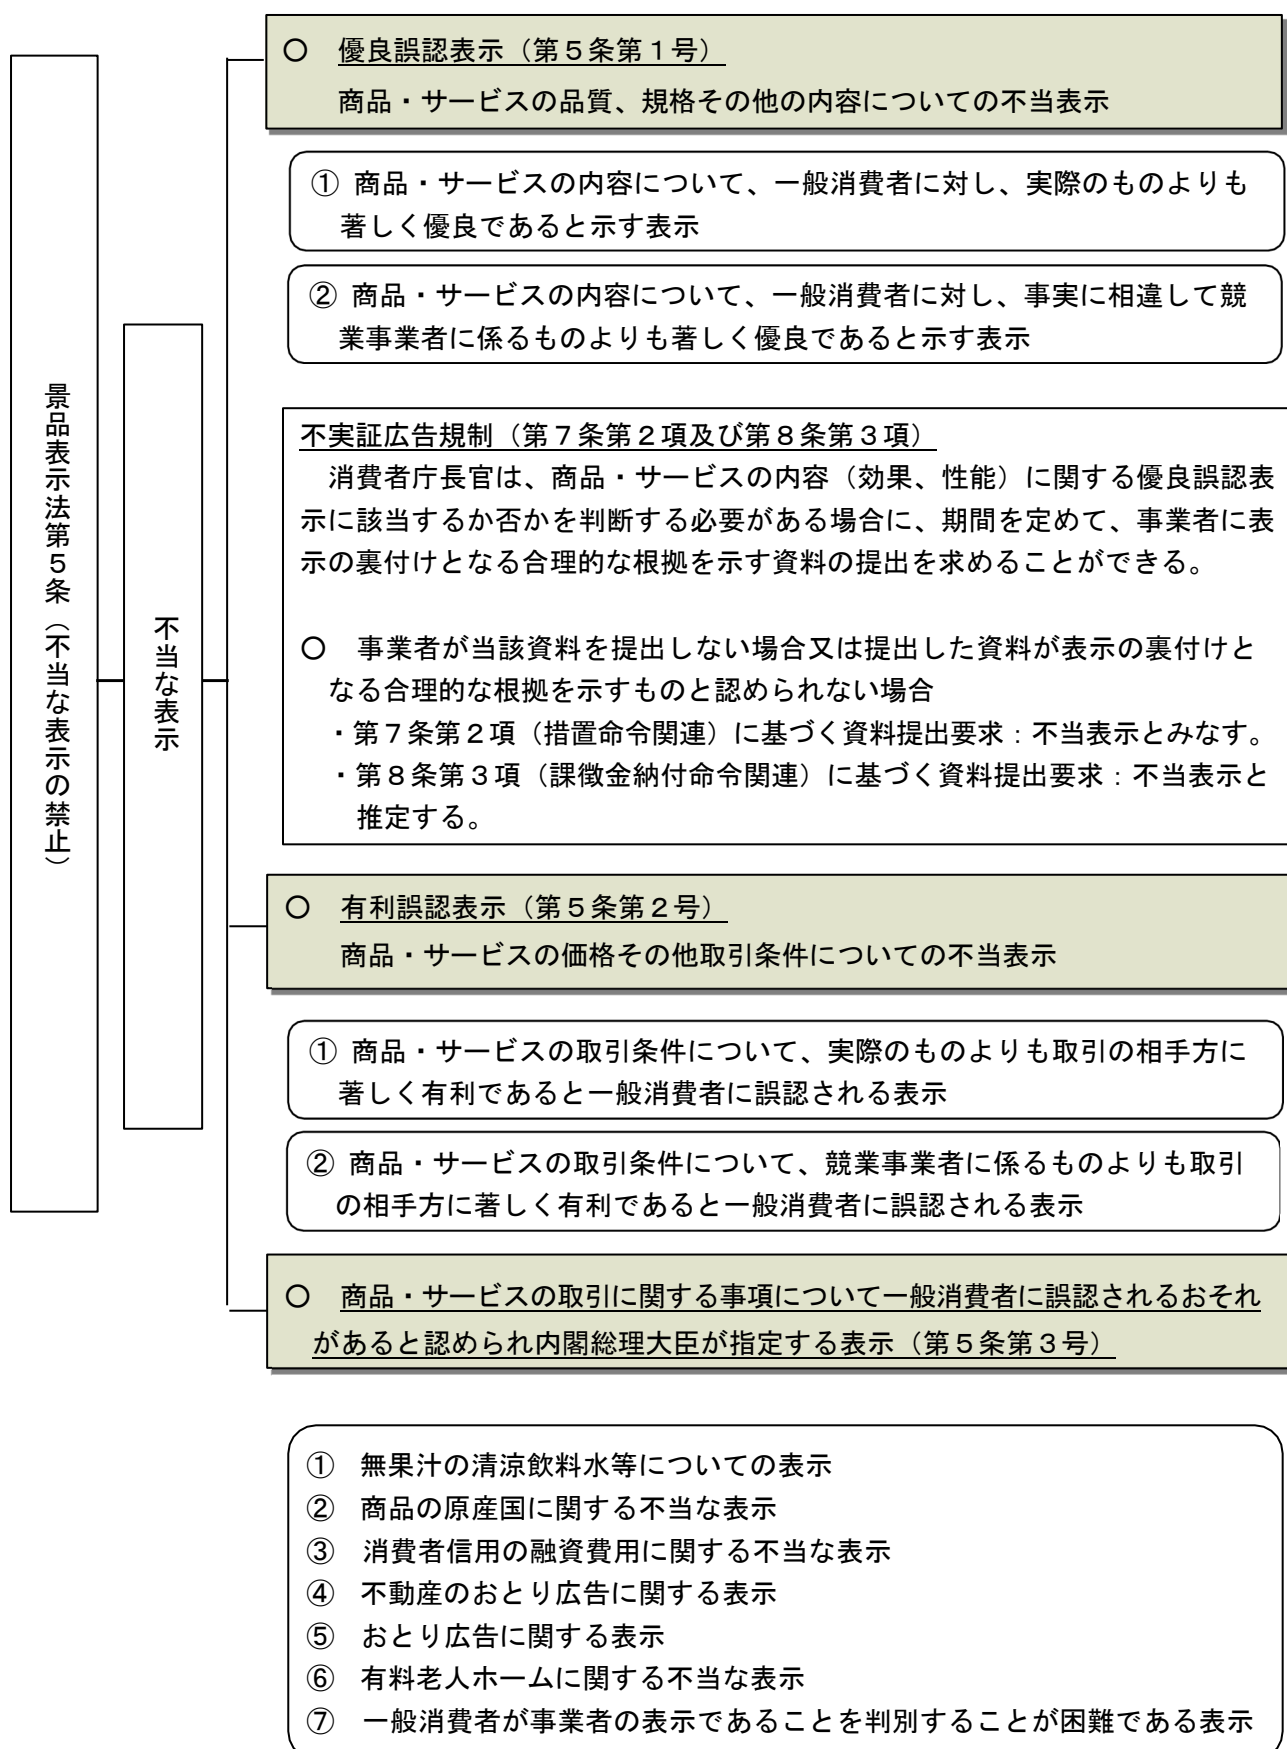 景品表示法第５条（不当な表示の禁止）
不当な表示
○　優良誤認表示（第５条第１号）
商品・サービスの品質、規格その他の内容についての不当表示
① 商品・サービスの内容について、一般消費者に対し、実際のものよりも
著しく優良であると示す表示
② 商品・サービスの内容について、一般消費者に対し、事実に相違して競
業事業者に係るものよりも著しく優良であると示す表示
不実証広告規制（第７条第２項及び第８条第３項）
消費者庁長官は、商品・サービスの内容（効果、性能）に関する優良誤認表
示に該当するか否かを判断する必要がある場合に、期間を定めて、事業者に表
示の裏付けとなる合理的な根拠を示す資料の提出を求めることができる。
○　事業者が当該資料を提出しない場合又は提出した資料が表示の裏付けと
なる合理的な根拠を示すものと認められない場合
・第７条第２項（措置命令関連）に基づく資料提出要求：不当表示とみなす。
・第８条第３項（課徴金納付命令関連）に基づく資料提出要求：不当表示と
推定する。
○　有利誤認表示（第５条第２号）
商品・サービスの価格その他取引条件についての不当表示
① 商品・サービスの取引条件について、実際のものよりも取引の相手方に
著しく有利であると一般消費者に誤認される表示
② 商品・サービスの取引条件について、競業事業者に係るものよりも取引
の相手方に著しく有利であると一般消費者に誤認される表示
○　商品・サービスの取引に関する事項について一般消費者に誤認されるおそれ
があると認められ内閣総理大臣が指定する表示（第５条第３号）
①　無果汁の清涼飲料水等についての表示
②　商品の原産国に関する不当な表示
③　消費者信用の融資費用に関する不当な表示
④　不動産のおとり広告に関する表示
⑤　おとり広告に関する表示
⑥　有料老人ホームに関する不当な表示
⑦　一般消費者が事業者の表示であることを判別することが困難である表示